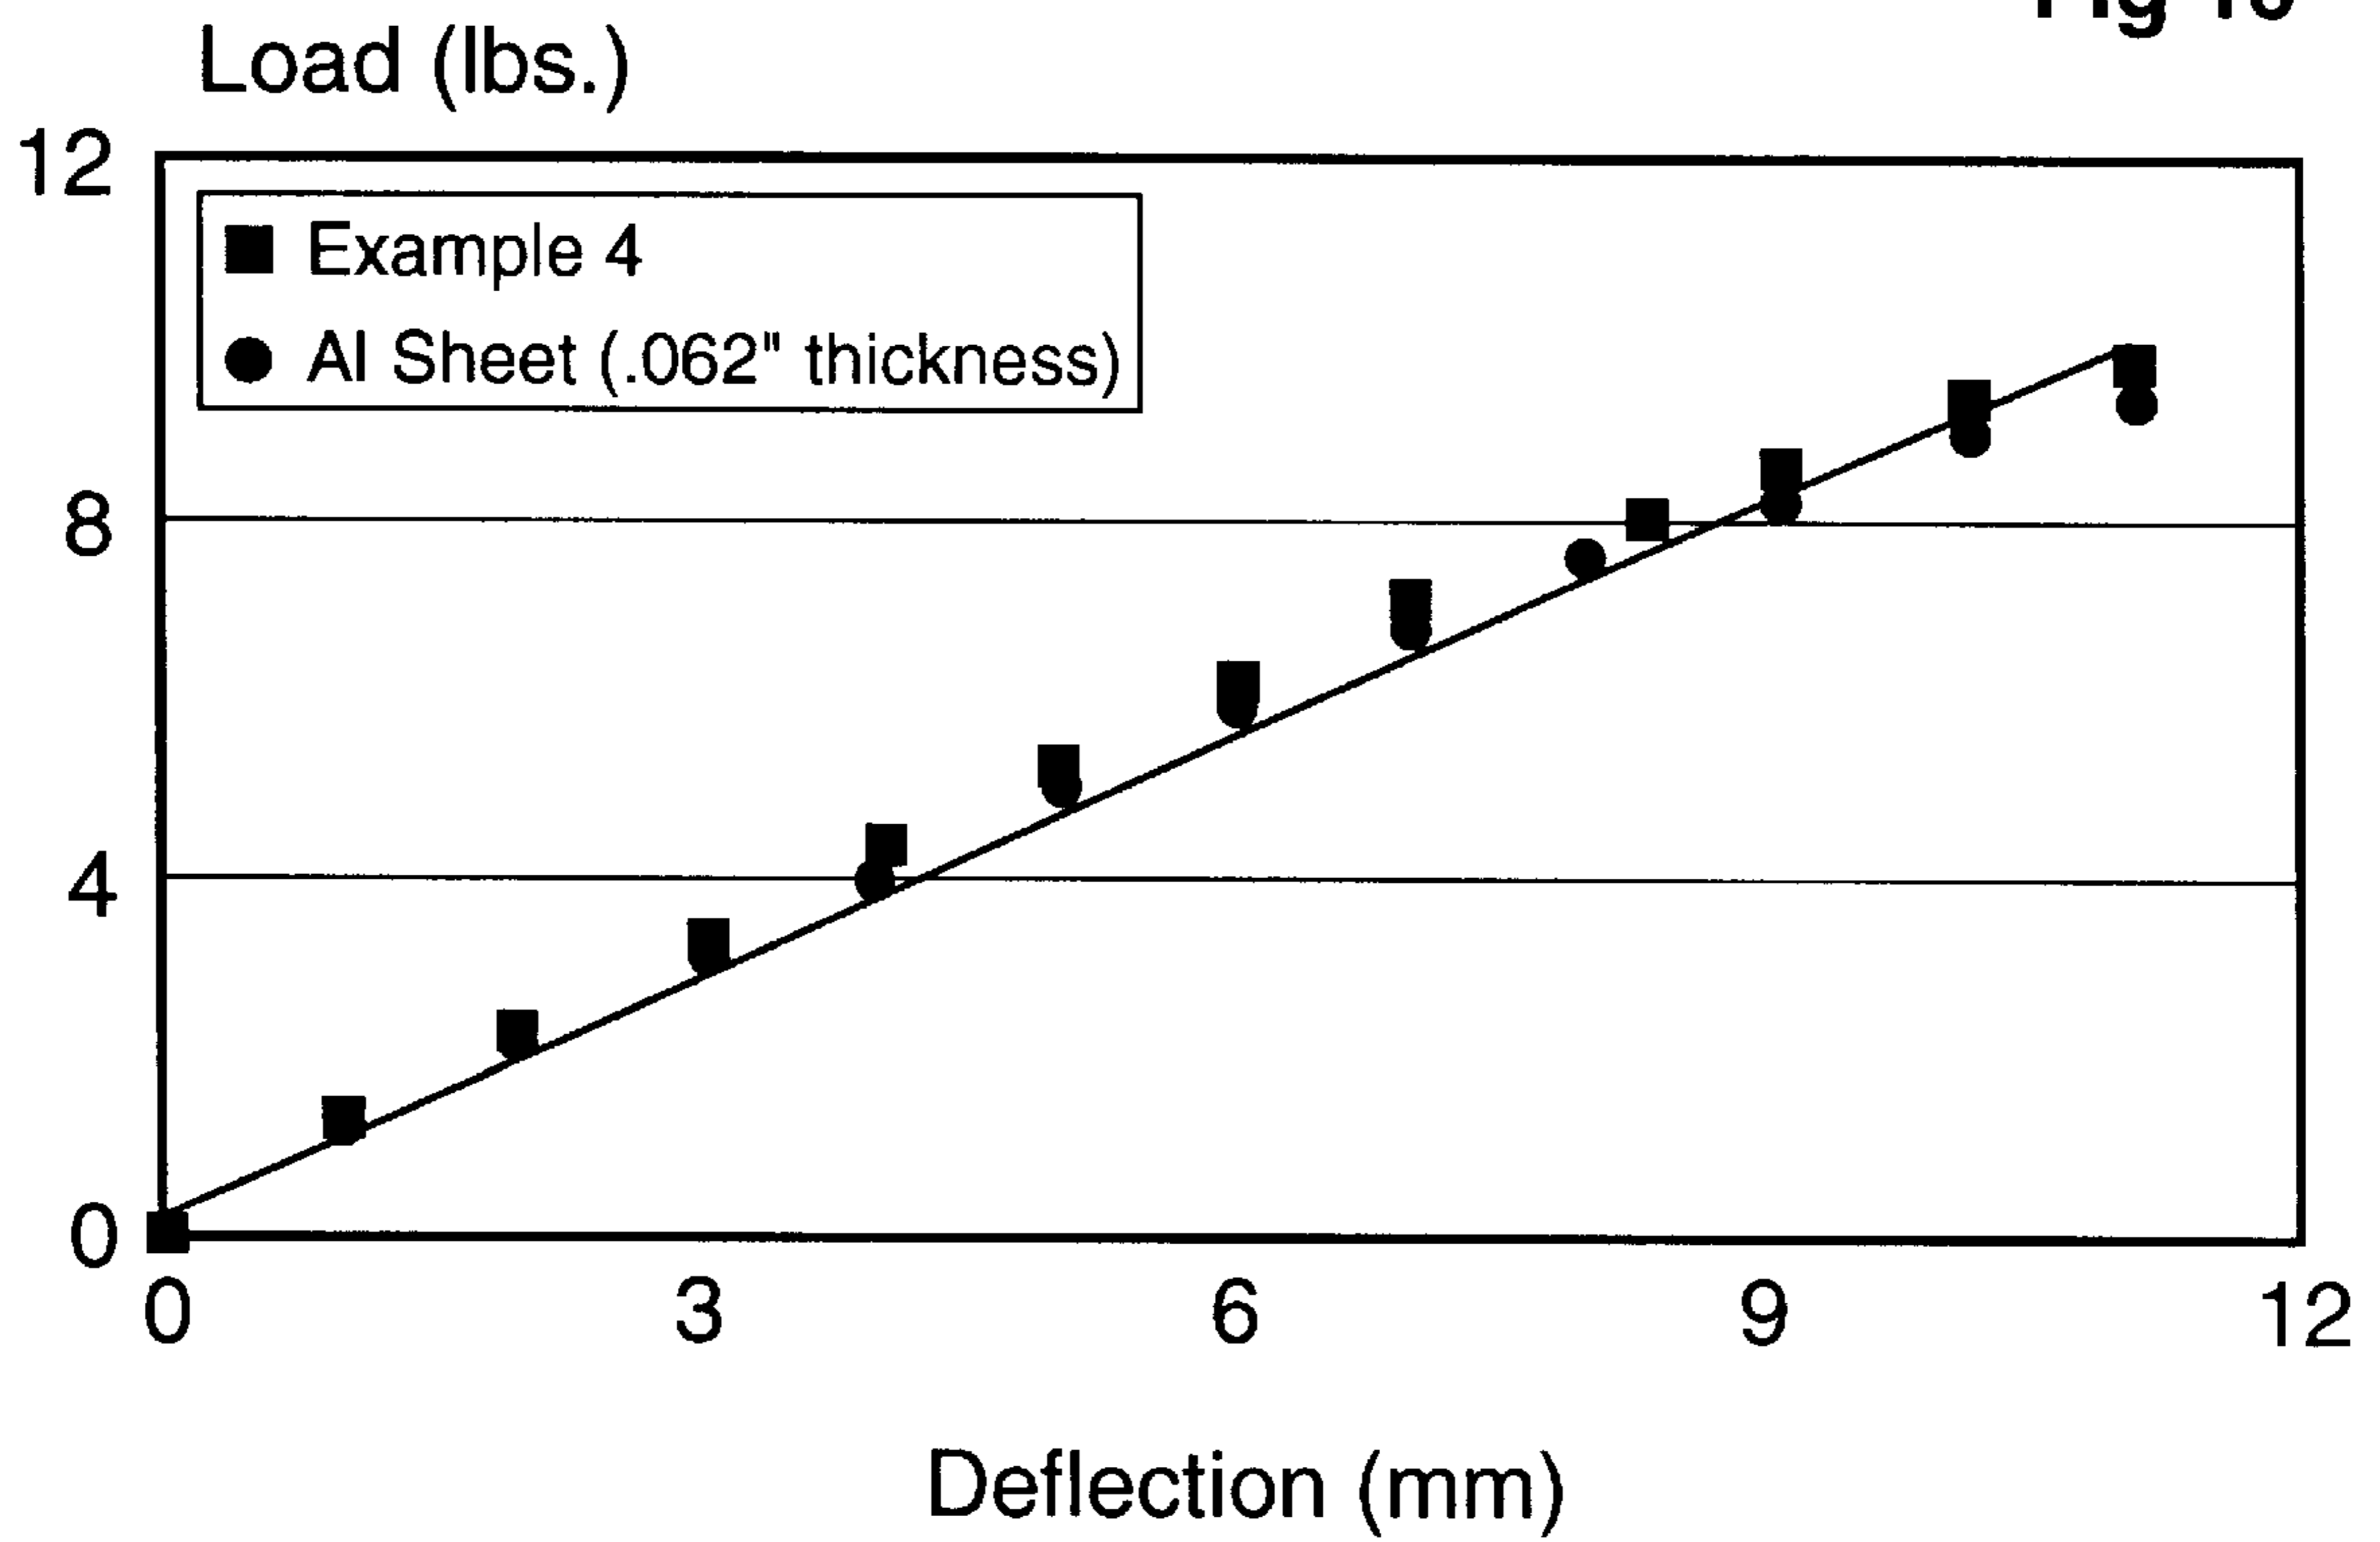 Load (lbs.)
12
Example 4
Al Sheet (.062" thickness)
8
4
0
0 3 6 9 12
Deflection (mm)